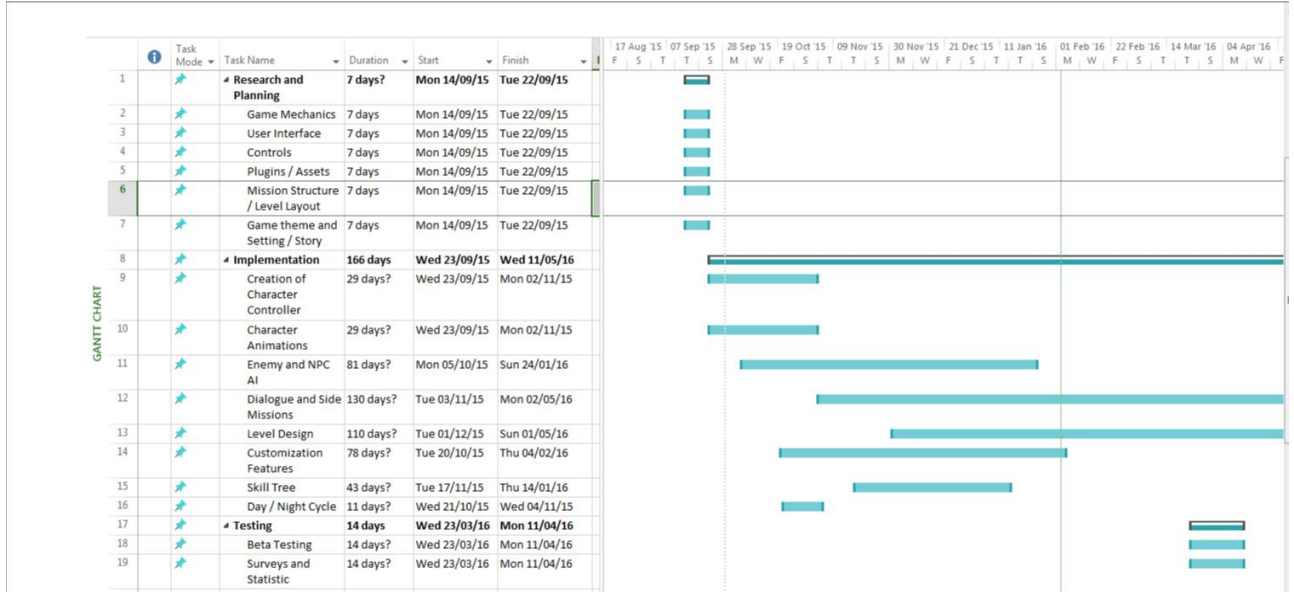 Task
Mode Task Name Duration Start Finish
17 Aug '15 07 Sep '15 28 Sep '15 19 Oct '15 09 Nov '15 30 Nov '15 21 Dec '15 11 Jan '16 01 Feb '16 22 Feb '16 14 Mar '16 04 Apr '16
F S T T S M W F S T T S M W F S T T S M W F S T T S M W F
GANTT CHART
1 Research and 7 days? Mon 14/09/15 Tue 22/09/15
Planning
2 Game Mechanics 7 days Mon 14/09/15 Tue 22/09/15
3 User Interface 7 days Mon 14/09/15 Tue 22/09/15
4 Controls 7 days Mon 14/09/15 Tue 22/09/15
5 Plugins / Assets 7 days Mon 14/09/15 Tue 22/09/15
6 Mission Structure 7 days Mon 14/09/15 Tue 22/09/15
/ Level Layout
7 Game theme and 7 days Mon 14/09/15 Tue 22/09/15
Setting / Story
8 Implementation 166 days Wed 23/09/15 Wed 11/05/16
9 Creation of 29 days? Wed 23/09/15 Mon 02/11/15
Character
Controller
10 Character 29 days? Wed 23/09/15 Mon 02/11/15
Animations
11 Enemy and NPC 81 days? Mon 05/10/15 Sun 24/01/16
AI
12 Dialogue and Side 130 days? Tue 03/11/15 Mon 02/05/16
Missions
13 Level Design 110 days? Tue 01/12/15 Sun 01/05/16
14 Customization 78 days? Tue 20/10/15 Thu 04/02/16
Features
15 Skill Tree 43 days? Tue 17/11/15 Thu 14/01/16
16 Day / Night Cycle 11 days? Wed 21/10/15 Wed 04/11/15
17 Testing 14 days Wed 23/03/16 Mon 11/04/16
18 Beta Testing 14 days? Wed 23/03/16 Mon 11/04/16
19 Surveys and 14 days? Wed 23/03/16 Mon 11/04/16
Statistic